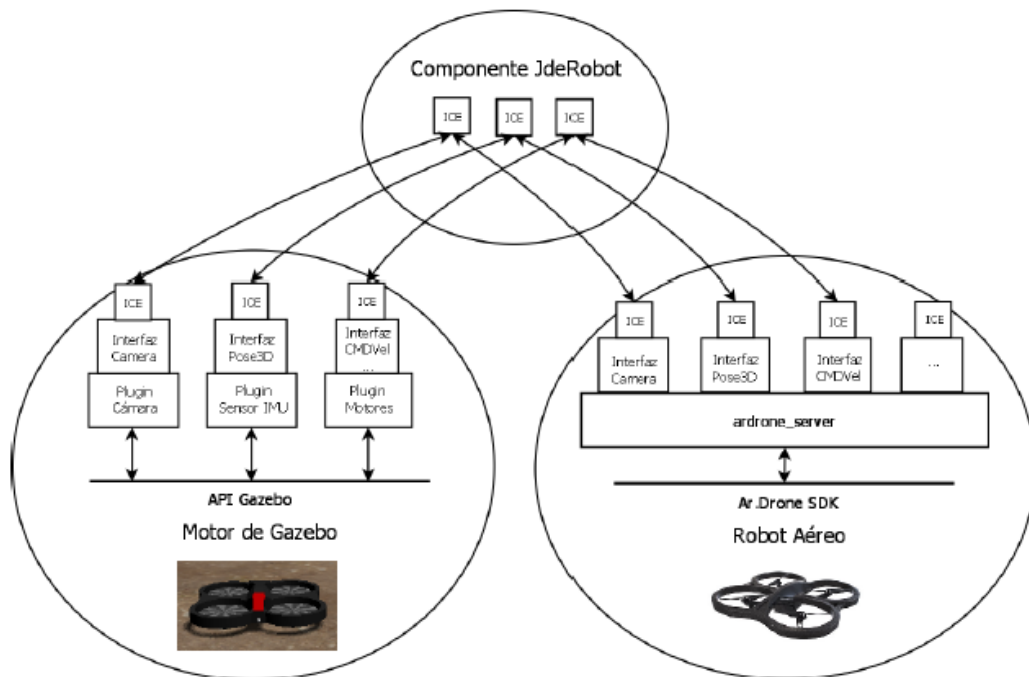 Componente JdeRobot
ICE
ICE
ICE
ICE
ICE
ICE
Interfaz
Camera
Interfaz
Pose3D
Interfaz
CMDVel
...
Plugin
Cámara
Plugin
Sensor IMU
Plugin
Motores
API Gazebo
Motor de Gazebo
ICE
ICE
ICE
ICE
Interfaz
Camera
Interfaz
Pose3D
Interfaz
CMDVel
...
ardrone_server
Ar.Drone SDK
Robot Aéreo